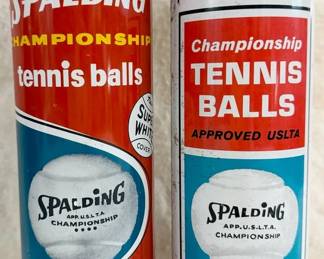 SPALDING
CHAMPIONSHIP
tennis balls
SUPER
WHITE
COVER
SPALDING
APP. U.S.L.T.A.
CHAMPIONSHIP
Championship
TENNIS
BALLS
APPROVED USLTA
SPALDING
APP. U.S.L.T.A.
CHAMPIONSHIP